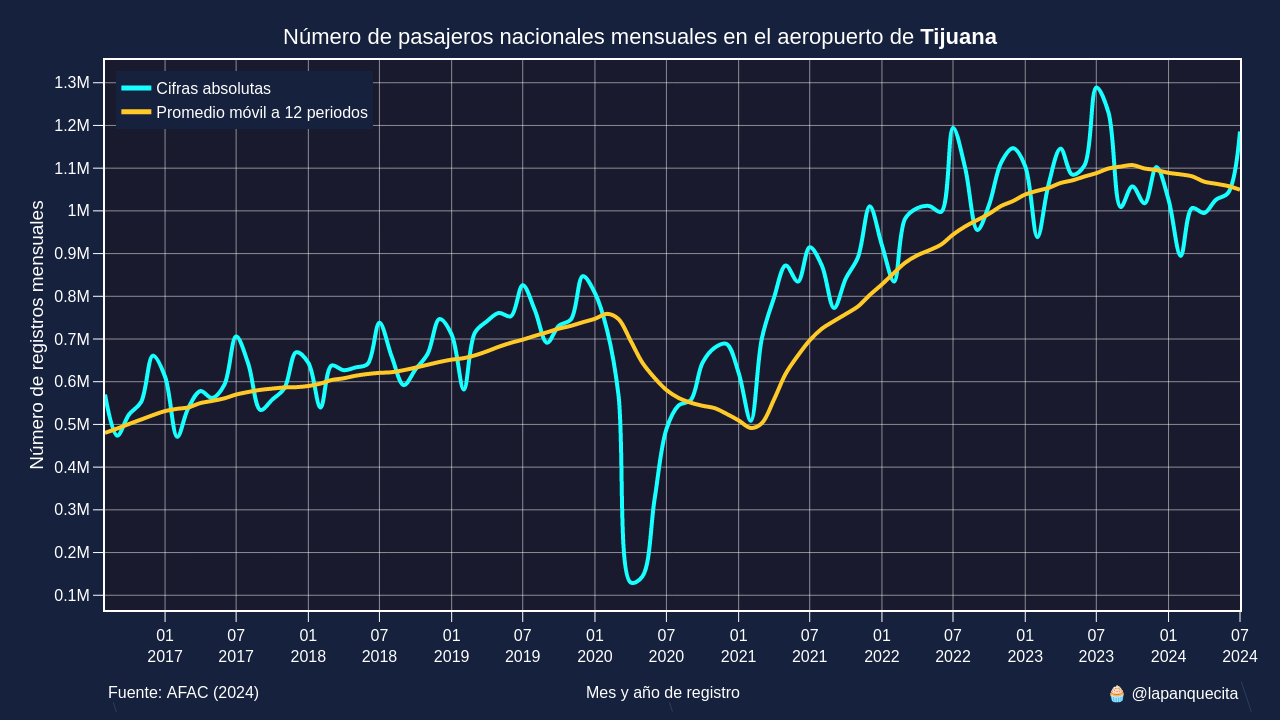 Número de pasajeros nacionales mensuales en el aeropuerto de Tijuana
Cifras absolutas
Promedio móvil a 12 periodos
Número de registros mensuales
1.3M
1.2M
1.1M
1M
0.9M
0.8M
0.7M
0.6M
0.5M
0.4M
0.3M
0.2M
0.1M
01 07 01 07 01 07 01 07 01 07 01 07 01 07 01 07
2017 2017 2018 2018 2019 2019 2020 2020 2021 2021 2022 2022 2023 2023 2024 2024
Fuente: AFAC (2024) Mes y año de registro 🧁 @lapanquecita